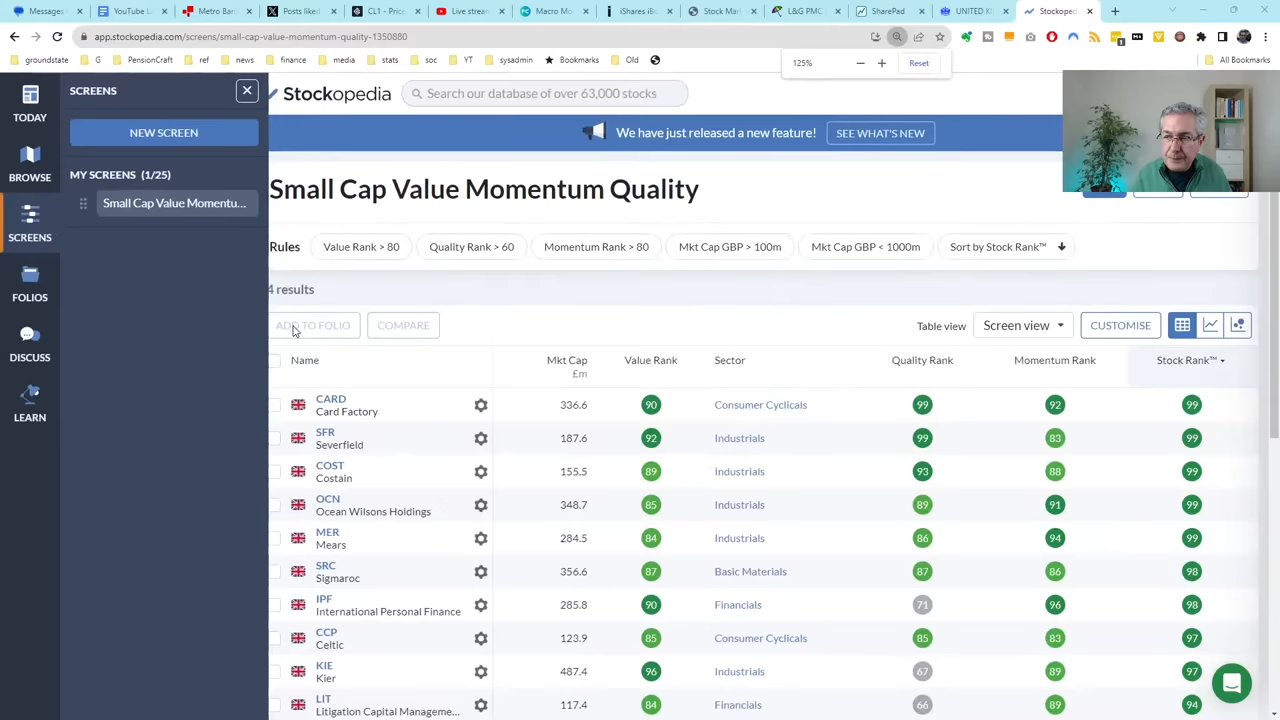 TODAY
BROWSE
SCREENS
FOLIOS
DISCUSS
LEARN
YouTube L
Metro Ban
Stocks liked
CL1 - Price
Live stream
Macro Mo
iShares iBo
Stock Mar
L&G PMC
SharePad
UNITED KI
Stockoped
app.stockopedia.com/screens/small-cap-value-momentum-quality-1350880
groundstate
G
PensionCraft
ref
news
finance
media
stats
soc
YT
sysadmin
Bookmarks
Old
All Bookmarks
125%
Reset
SCREENS
NEW SCREEN
MY SCREENS (1/25)
Small Cap Value Momentu...
Stockopedia
Search our database of over 63,000 stocks
We have just released a new feature!
SEE WHAT'S NEW
Small Cap Value Momentum Quality
Rules
Value Rank > 80
Quality Rank > 60
Momentum Rank > 80
Mkt Cap GBP > 100m
Mkt Cap GBP < 1000m
Sort by Stock Rank™
4 results
ADD TO FOLIO
COMPARE
Table view
Screen view
CUSTOMISE
Name Mkt Cap £m Value Rank Sector Quality Rank Momentum Rank Stock Rank™
CARD Card Factory 336.6 90 Consumer Cyclicals 99 92 99
SFR Severfield 187.6 92 Industrials 99 83 99
COST Costain 155.5 89 Industrials 93 88 99
OCN Ocean Wilsons Holdings 348.7 85 Industrials 89 91 99
MER Mears 284.5 84 Industrials 86 94 99
SRC Sigmaroc 356.6 87 Basic Materials 87 86 98
IPF International Personal Finance 285.8 90 Financials 71 96 98
CCP Celtic 123.9 85 Consumer Cyclicals 85 83 97
KIE Kier 487.4 96 Industrials 67 89 97
LIT Litigation Capital Manageme... 117.4 84 Financials 66 89 94